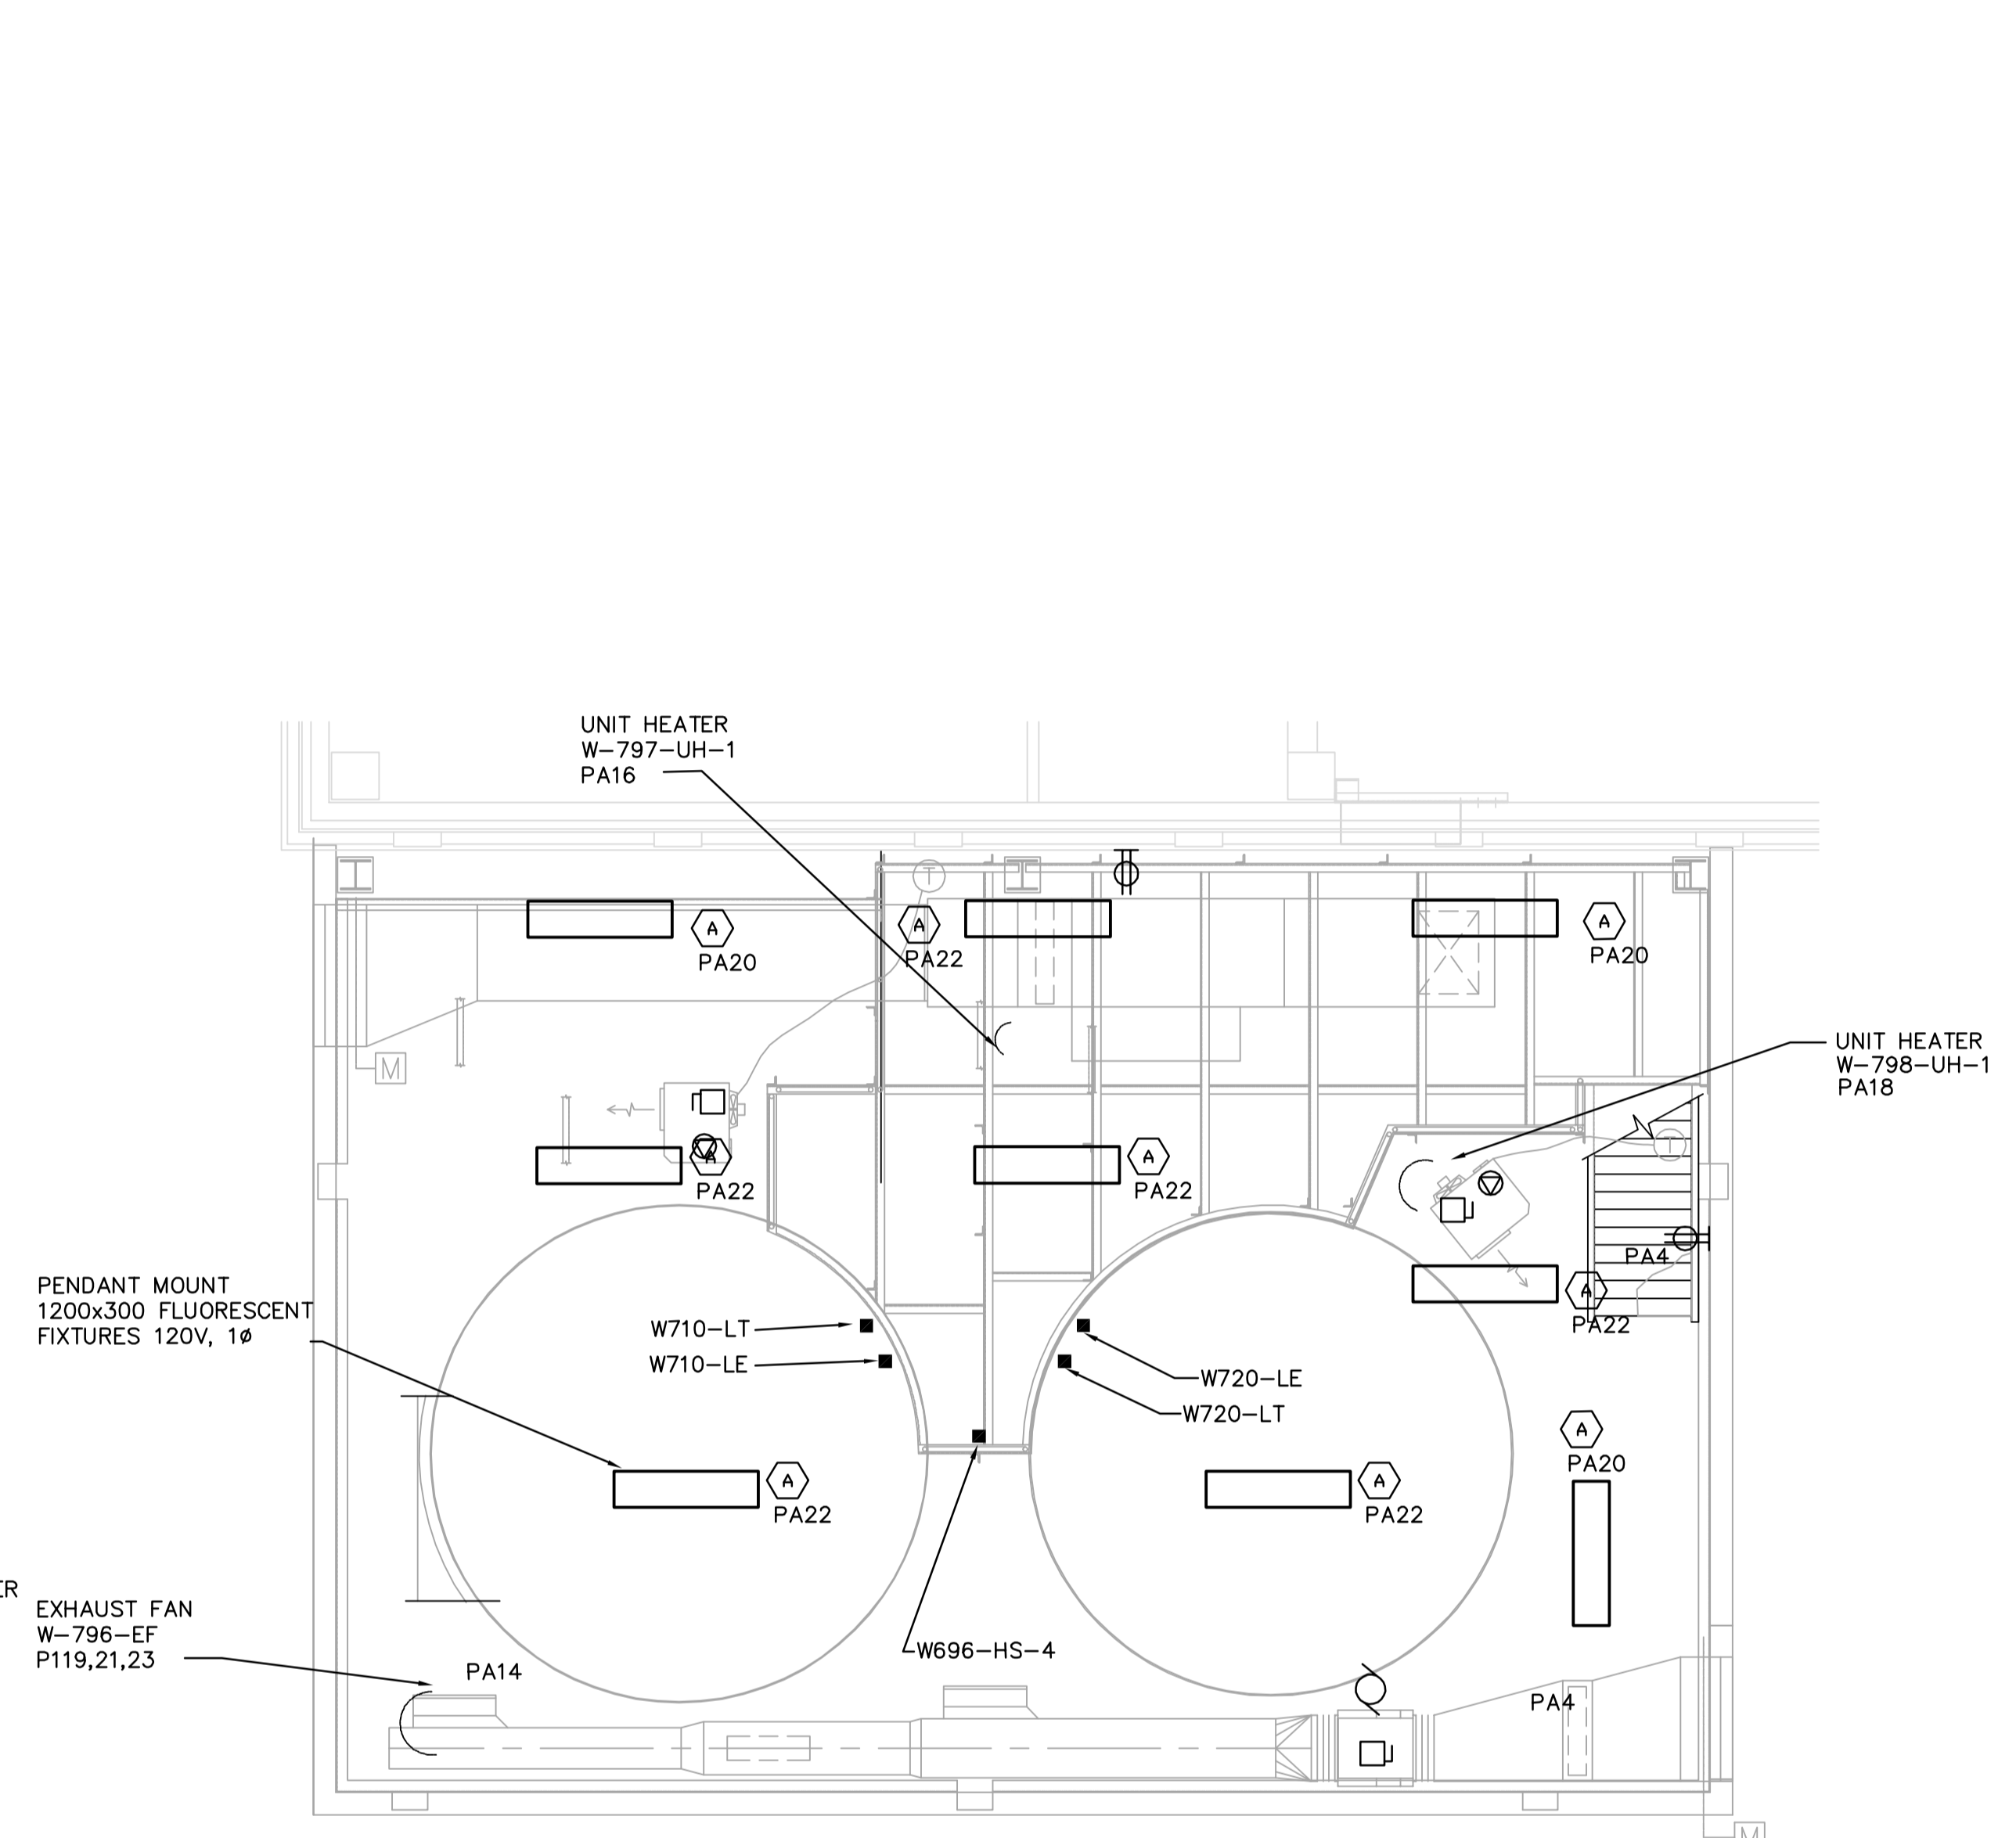 UNIT HEATER
W-797-UH-1
PA16
T
A
PA20
A
PA22
A
PA20
M
UNIT HEATER
W-798-UH-1
PA18
A
PA22
A
PA22
T
PA4
A
PA22
PENDANT MOUNT
1200x300 FLUORESCENT
FIXTURES 120V, 1ø
W710-LT
W710-LE
W720-LE
W720-LT
A
PA20
A
PA22
A
PA22
ER
EXHAUST FAN
W-796-EF
P119,21,23
PA14
W696-HS-4
PA4
M